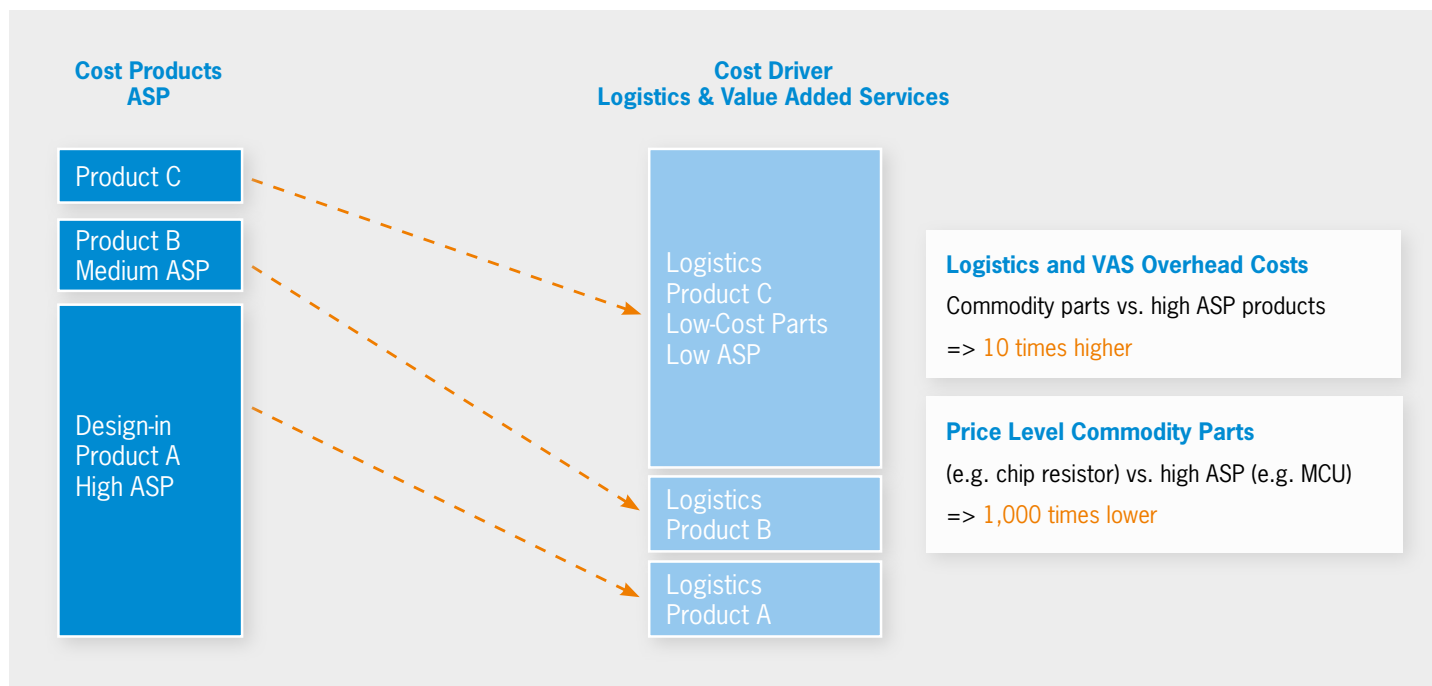 Cost Products
ASP
Cost Driver
Logistics & Value Added Services
Product C
Product B
Medium ASP
Design-in
Product A
High ASP
Logistics
Product C
Low-Cost Parts
Low ASP
Logistics
Product B
Logistics
Product A
Logistics and VAS Overhead Costs
Commodity parts vs. high ASP products
=> 10 times higher
Price Level Commodity Parts
(e.g. chip resistor) vs. high ASP (e.g. MCU)
=> 1,000 times lower